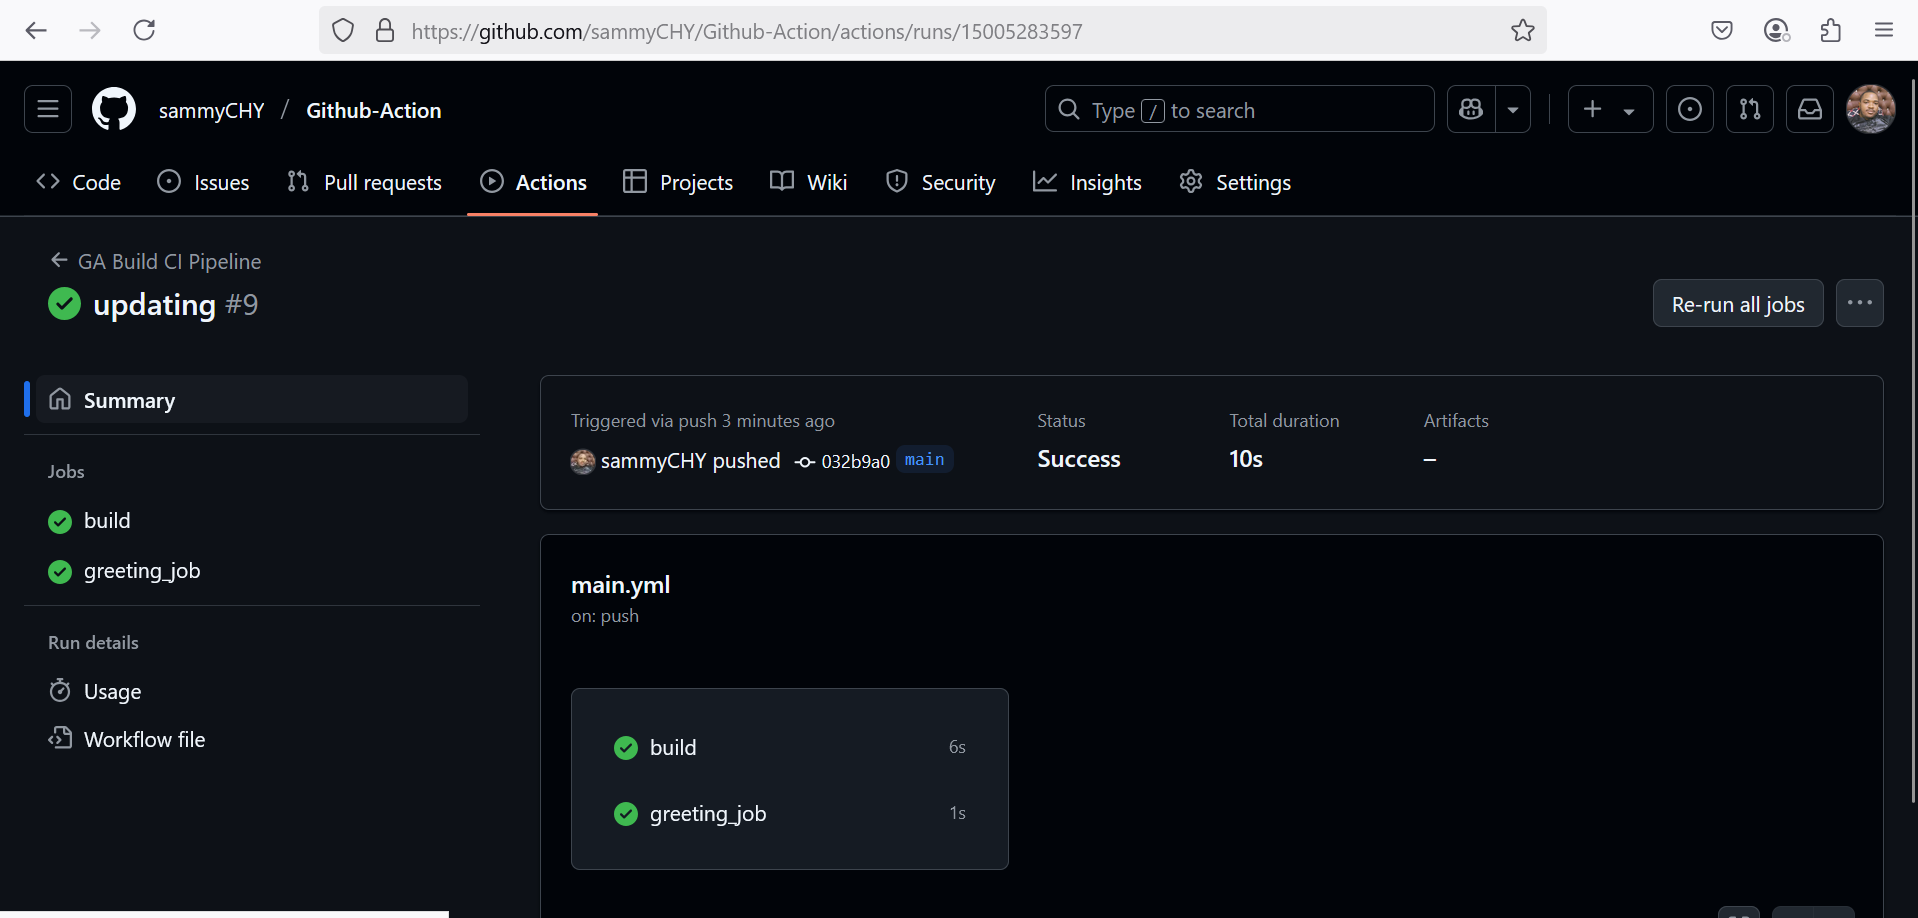 https://github.com/sammyCHY/Github-Action/actions/runs/15005283597
sammyCHY / Github-Action
Type / to search
Code Issues Pull requests Actions Projects Wiki Security Insights Settings
GA Build CI Pipeline
updating #9
Re-run all jobs
Summary
Jobs
build
greeting_job
Run details
Usage
Workflow file
Triggered via push 3 minutes ago
sammyCHY pushed 032b9a0 main
Status
Success
Total duration
10s
Artifacts
–
main.yml
on: push
build 6s
greeting_job 1s